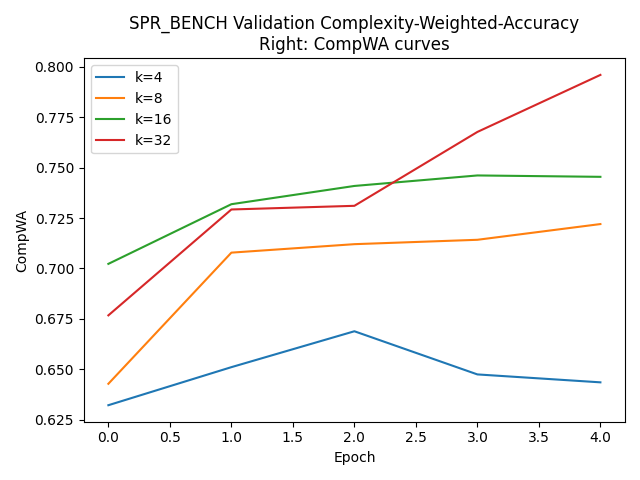 SPR_BENCH Validation Complexity-Weighted-Accuracy
Right: CompWA curves
k=4
k=8
k=16
k=32
CompWA
0.800
0.775
0.750
0.725
0.700
0.675
0.650
0.625
0.0
0.5
1.0
1.5
2.0
2.5
3.0
3.5
4.0
Epoch